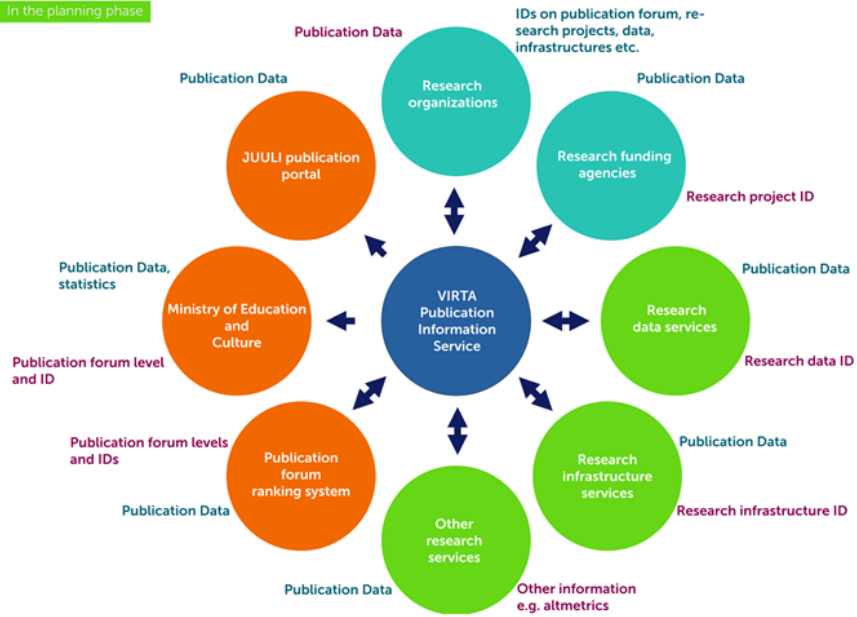 In the planning phase
IDs on publication forum, re-
search projects, data,
infrastructures etc.
Publication Data
Research
organizations
Publication Data
JUULI publication
portal
Publication Data
Research funding
agencies
Research project ID
Publication Data,
statistics
Ministry of Education
and
Culture
Publication forum level
and ID
VIRTA
Publication
Information
Service
Publication Data
Research
data services
Research data ID
Publication forum levels
and IDs
Publication
forum
ranking system
Publication Data
Publication Data
Research
infrastructure
services
Research infrastructure ID
Other
research
services
Publication Data
Other information
e.g. altmetrics